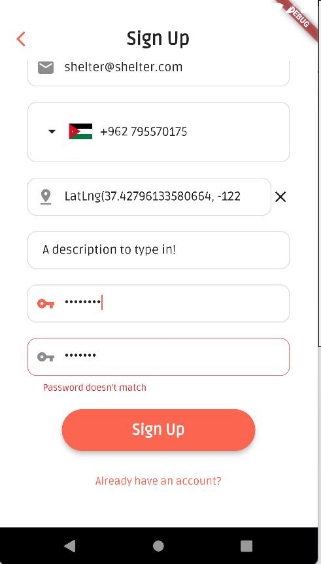 DEBUG
Sign Up
shelter@shelter.com
+962 795570175
LatLng(37.42796133580664, -122
A description to type in!
••••••••
•••••••
Password doesn't match
Sign Up
Already have an account?